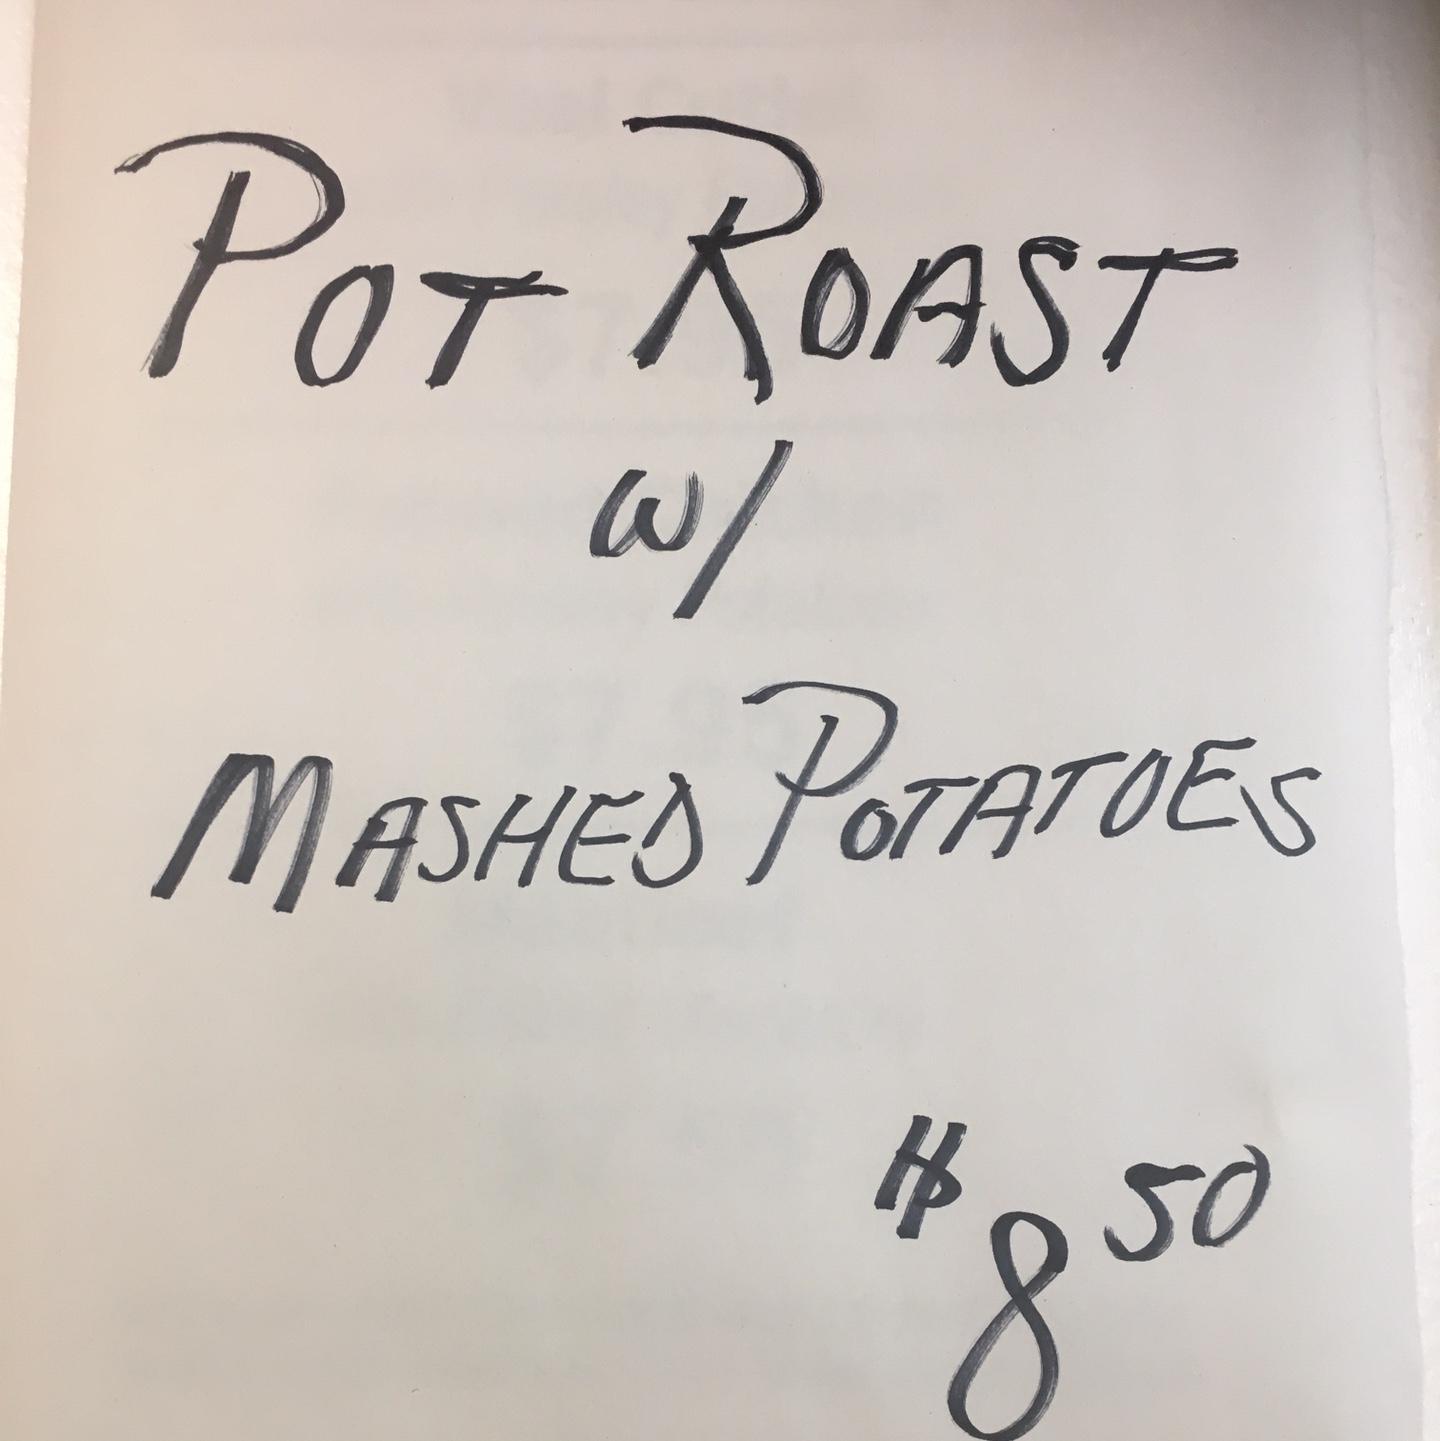 POT ROAST
w/
MASHED POTATOES
$8.50